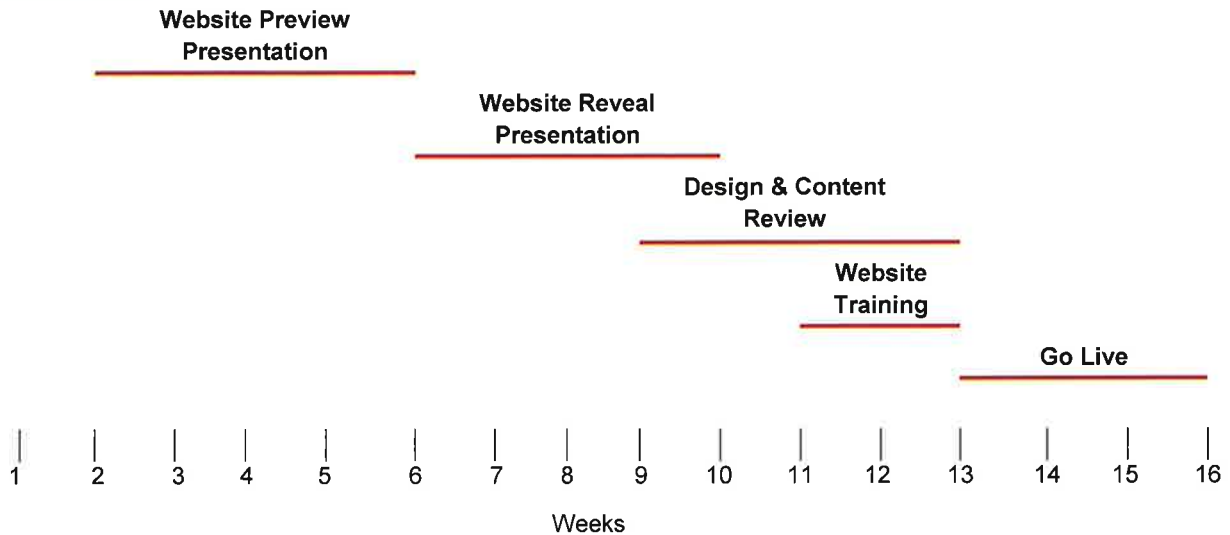 Website Preview
Presentation
Website Reveal
Presentation
Design & Content
Review
Website
Training
Go Live
1 2 3 4 5 6 7 8 9 10 11 12 13 14 15 16
Weeks